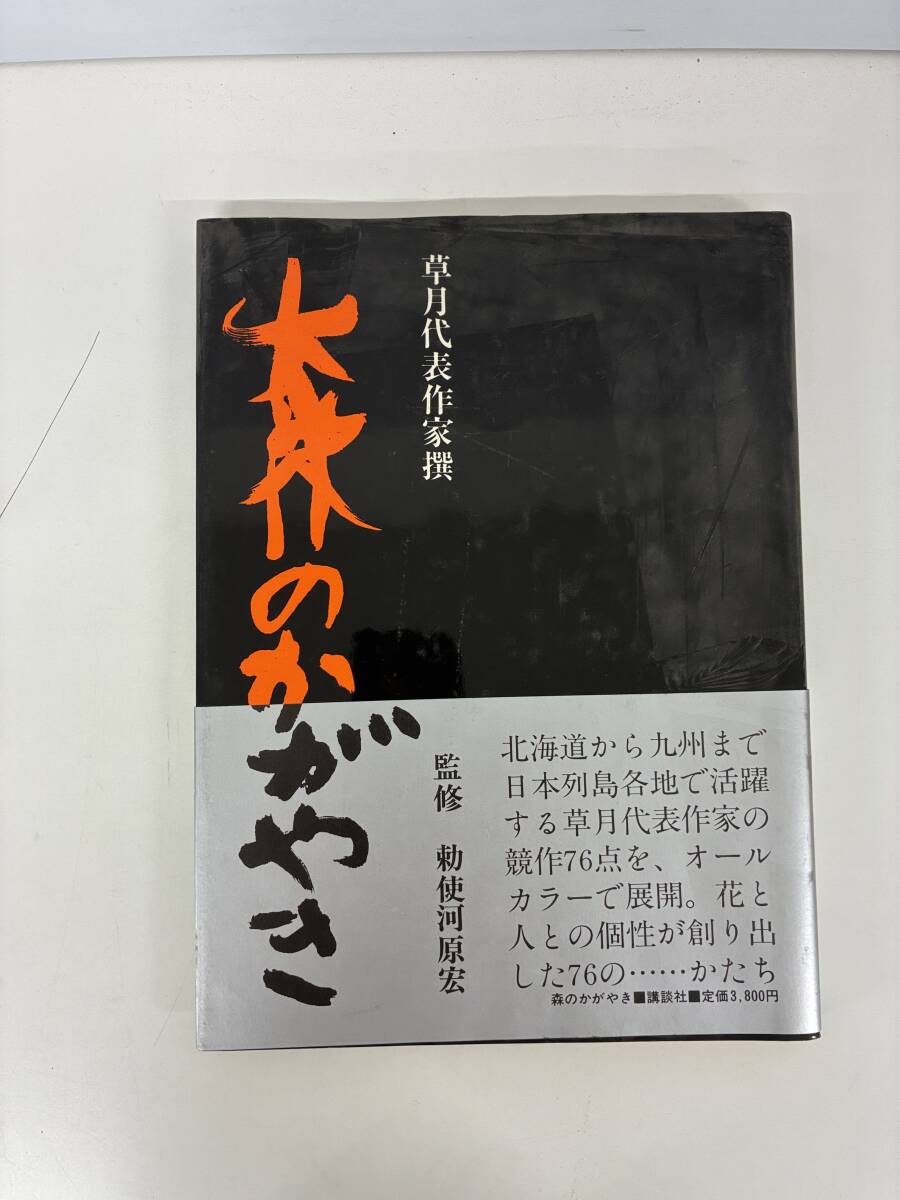 草月代表作家撰
森のかがやき
監修 勅使河原宏
北海道から九州まで
日本列島各地で活躍
する草月代表作家の
競作76点を、オール
カラーで展開。花と
人との個性が創り出
した76の……かたち
森のかがやき■講談社■定価3,800円